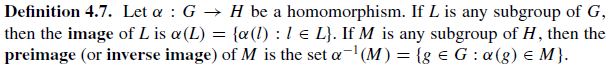 Definition 4.7. Let α : G → H be a homomorphism. If L is any subgroup of G,
then the image of L is α(L) = {α(l) : l ∈ L}. If M is any subgroup of H, then the
preimage (or inverse image) of M is the set α⁻¹(M) = {g ∈ G : α(g) ∈ M}.